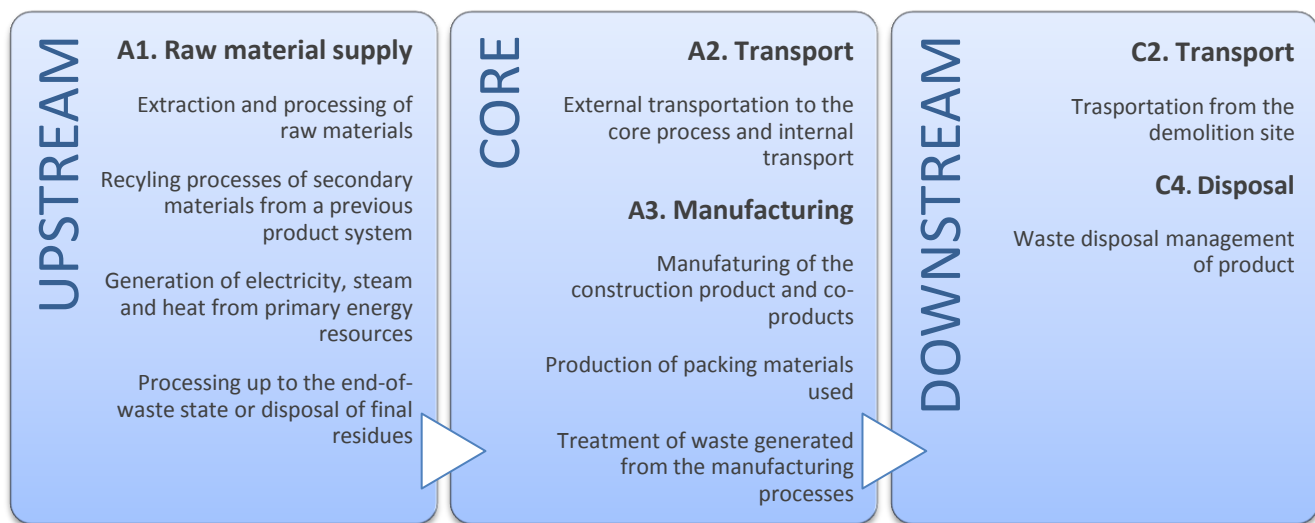 UPSTREAM
A1. Raw material supply
Extraction and processing of
raw materials
Recyling processes of secondary
materials from a previous
product system
Generation of electricity, steam
and heat from primary energy
resources
Processing up to the end-of-
waste state or disposal of final
residues
CORE
A2. Transport
External transportation to the
core process and internal
transport
A3. Manufacturing
Manufaturing of the
construction product and co-
products
Production of packing materials
used
Treatment of waste generated
from the manufacturing
processes
DOWNSTREAM
C2. Transport
Trasportation from the
demolition site
C4. Disposal
Waste disposal management
of product